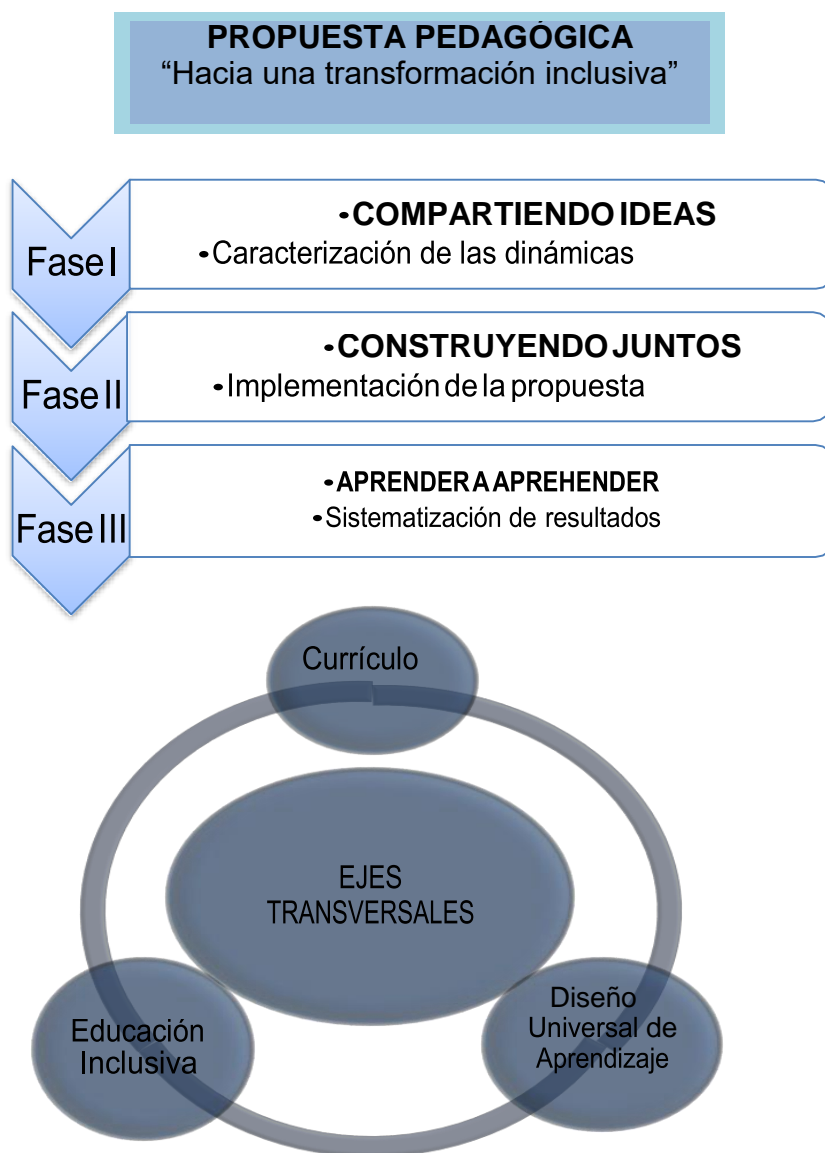 PROPUESTA PEDAGÓGICA
“Hacia una transformación inclusiva”
Fase I
•COMPARTIENDO IDEAS
•Caracterización de las dinámicas
Fase II
•CONSTRUYENDO JUNTOS
•Implementación de la propuesta
Fase III
•APRENDER A APREHENDER
•Sistematización de resultados
Currículo
EJES
TRANSVERSALES
Educación
Inclusiva
Diseño
Universal de
Aprendizaje